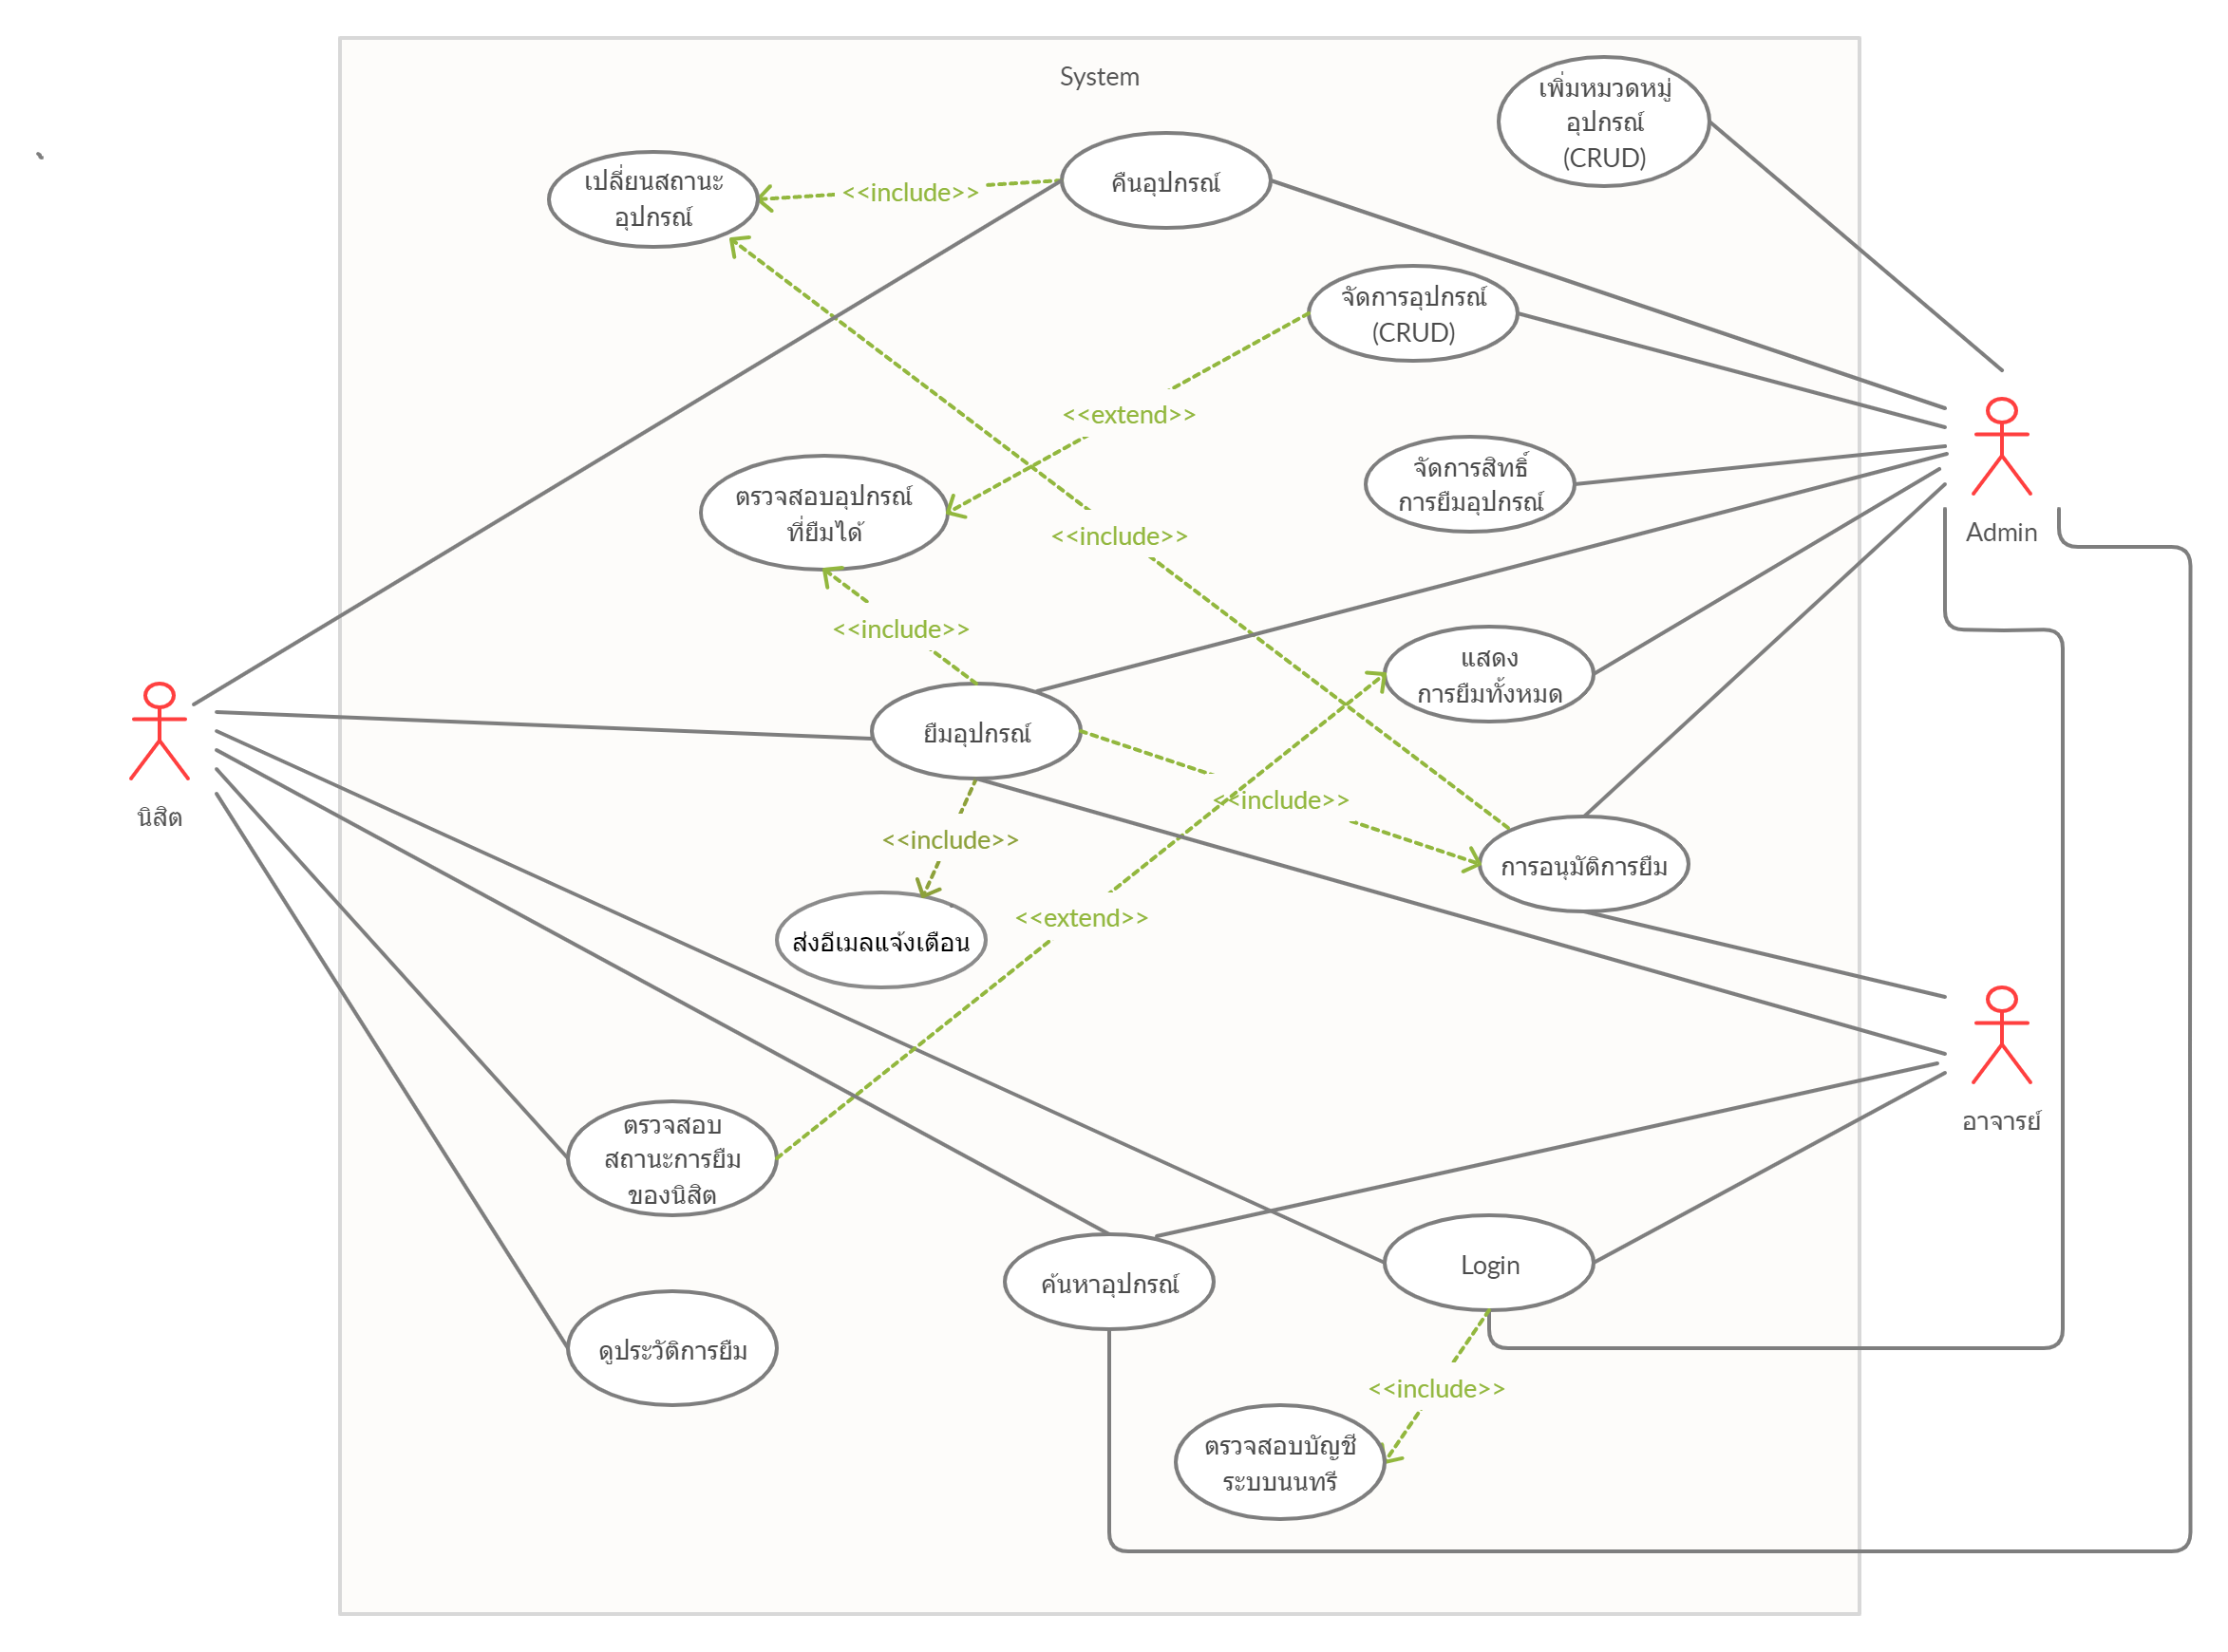 System
เพิ่มหมวดหมู่
อุปกรณ์
(CRUD)
เปลี่ยนสถานะ
อุปกรณ์
<<include>>
คืนอุปกรณ์
จัดการอุปกรณ์
(CRUD)
<<extend>>
จัดการสิทธิ์
การยืมอุปกรณ์
ตรวจสอบอุปกรณ์
ที่ยืมได้
<<include>>
Admin
<<include>>
แสดง
การยืมทั้งหมด
ยืมอุปกรณ์
นิสิต
<<include>>
<<include>>
การอนุมัติการยืม
<<extend>>
ส่งอีเมลแจ้งเตือน
อาจารย์
ตรวจสอบ
สถานะการยืม
ของนิสิต
ค้นหาอุปกรณ์
Login
ดูประวัติการยืม
<<include>>
ตรวจสอบบัญชี
ระบบนนทรี